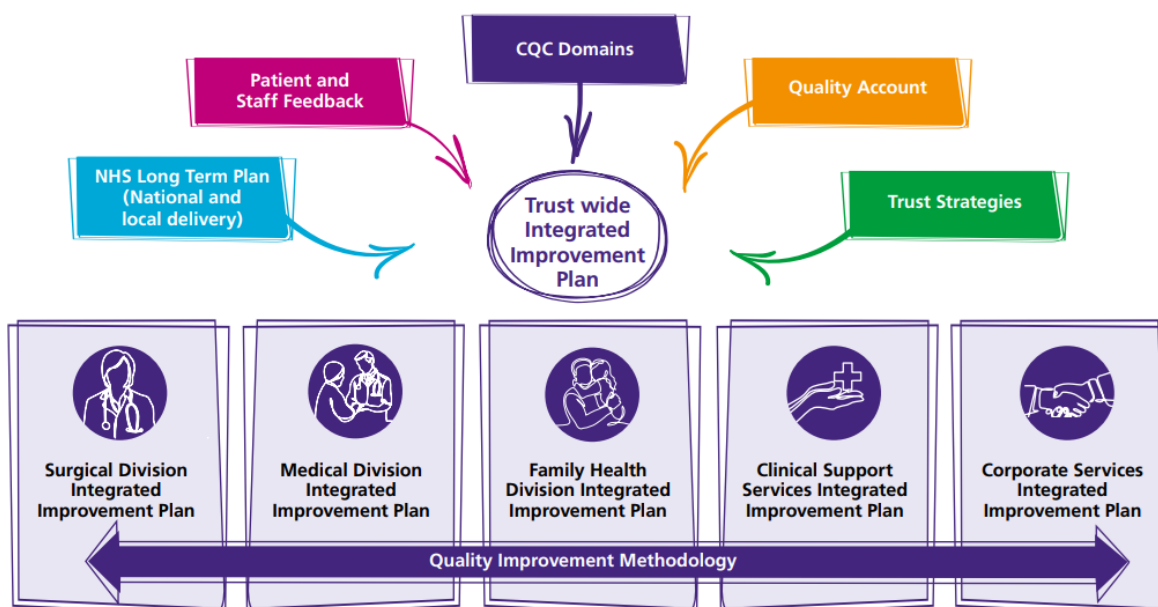 CQC Domains
Patient and
Staff Feedback
Quality Account
NHS Long Term Plan
(National and
local delivery)
Trust Strategies
Trust wide
Integrated
Improvement
Plan
Surgical Division
Integrated
Improvement Plan
Medical Division
Integrated
Improvement Plan
Family Health
Division Integrated
Improvement Plan
Clinical Support
Services Integrated
Improvement Plan
Corporate Services
Integrated
Improvement Plan
Quality Improvement Methodology